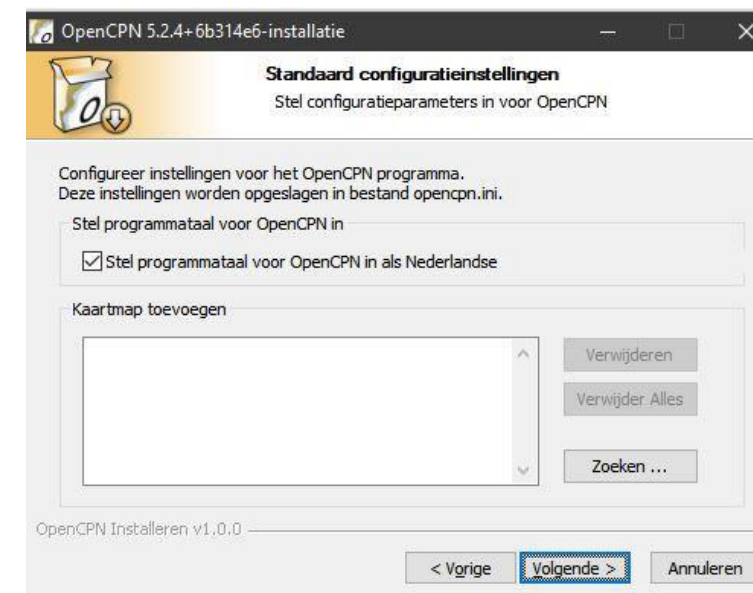 OpenCPN 5.2.4+6b314e6-installatie
Standaard configuratieinstellingen
Stel configuratieparameters in voor OpenCPN
Configureer instellingen voor het OpenCPN programma.
Deze instellingen worden opgeslagen in bestand opencpn.ini.
Stel programmataal voor OpenCPN in
Stel programmataal voor OpenCPN in als Nederlandse
Kaartmap toevoegen
Verwijderen
Verwijder Alles
Zoeken ...
OpenCPN Installeren v1.0.0
< Vorige Volgende > Annuleren